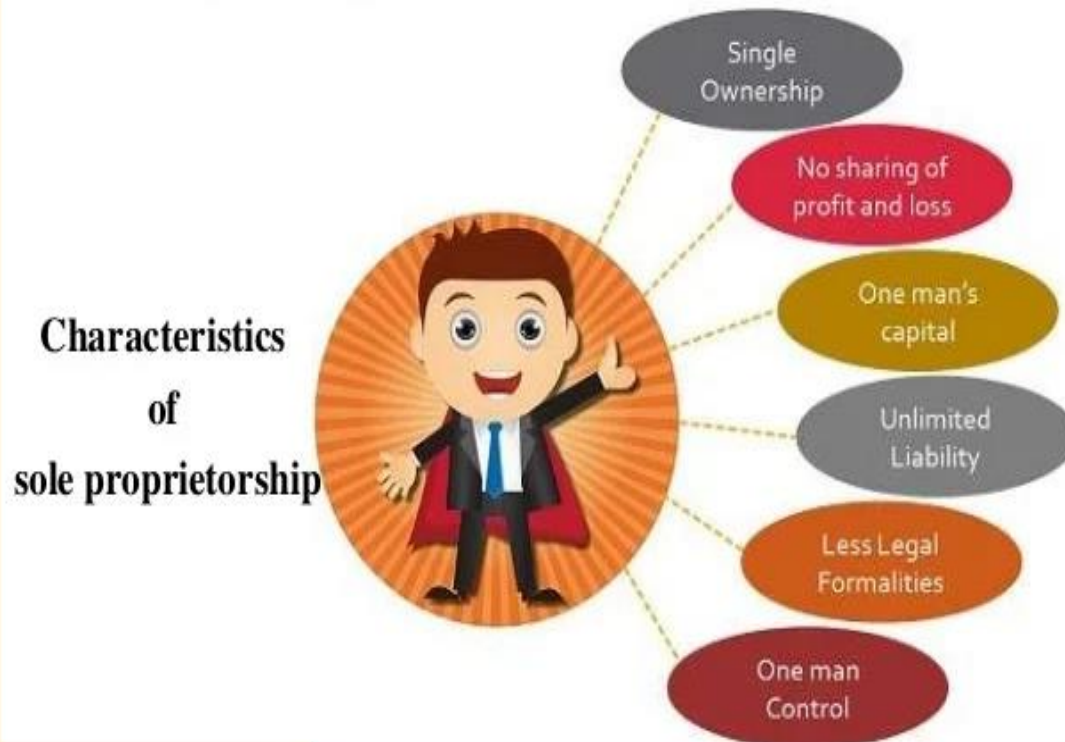 Characteristics
of
sole proprietorship
Single
Ownership
No sharing of
profit and loss
One man's
capital
Unlimited
Liability
Less Legal
Formalities
One man
Control